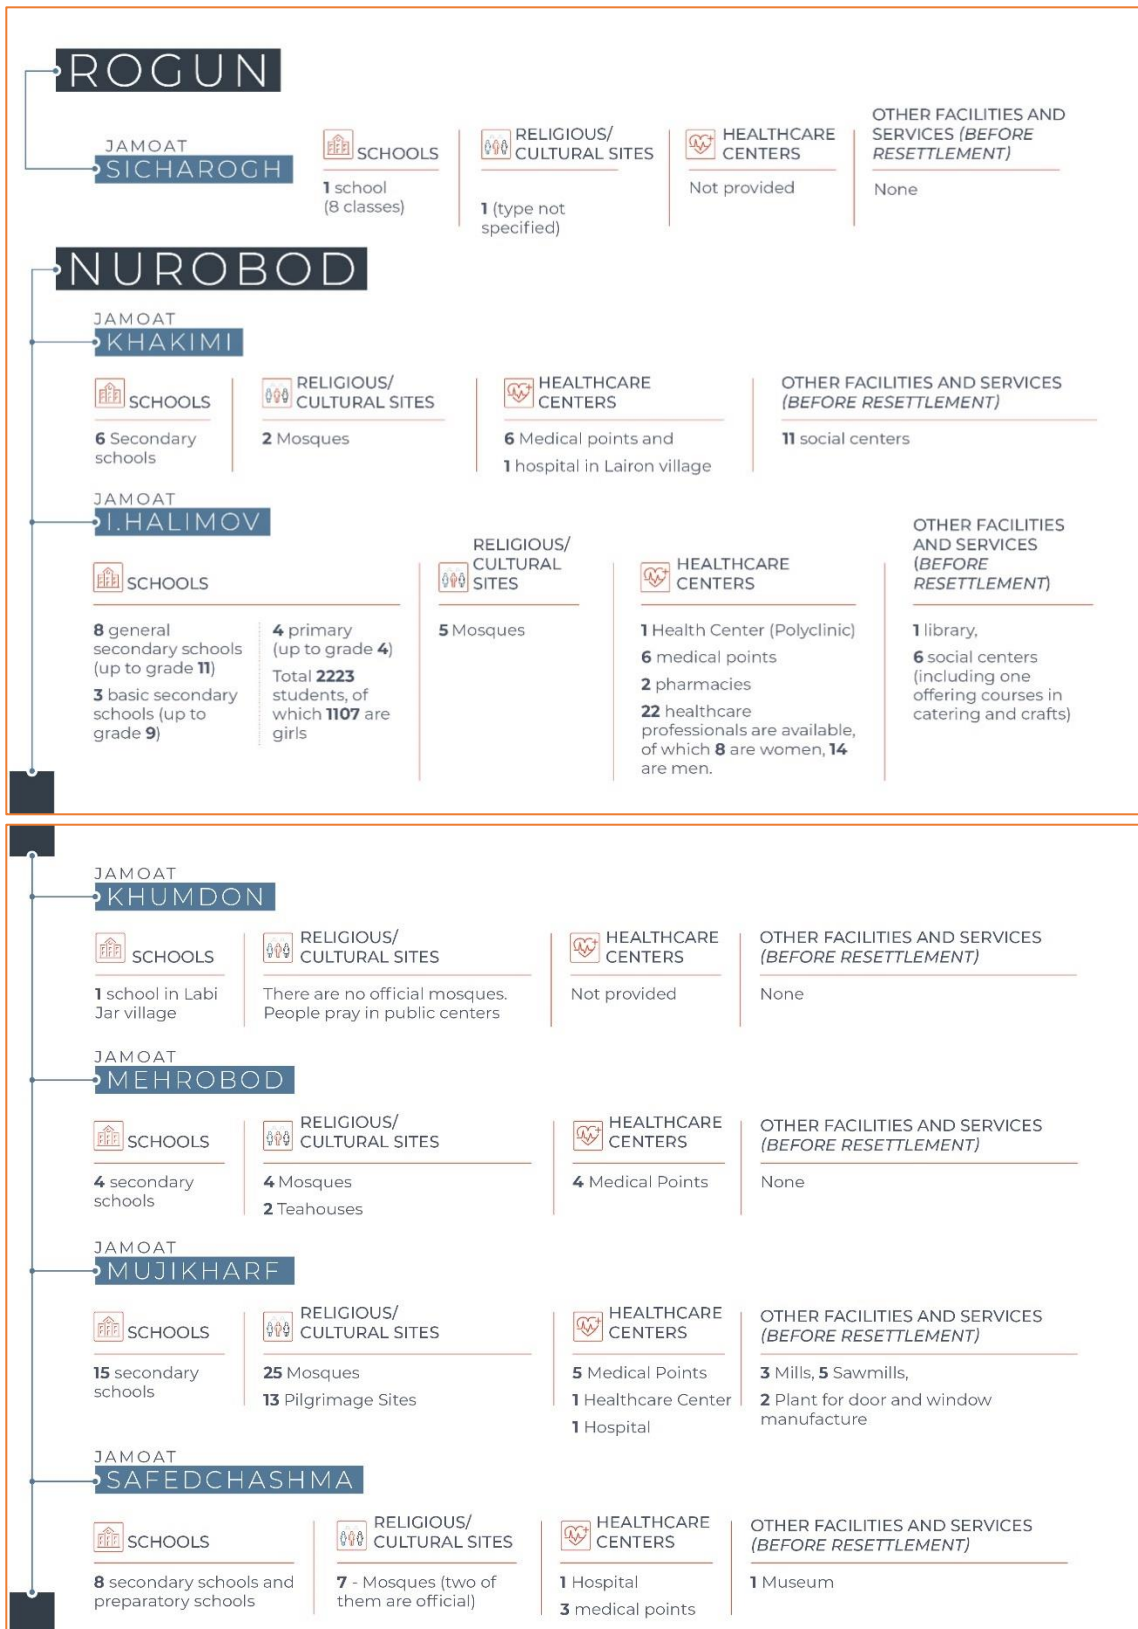 ROGUN
JAMOAT
SICHAROGH
SCHOOLS
1 school
(8 classes)
RELIGIOUS/
CULTURAL SITES
1 (type not
specified)
HEALTHCARE
CENTERS
Not provided
OTHER FACILITIES AND
SERVICES (BEFORE
RESETTLEMENT)
None
NUROBOD
JAMOAT
KHAKIMI
SCHOOLS
6 Secondary
schools
RELIGIOUS/
CULTURAL SITES
2 Mosques
HEALTHCARE
CENTERS
6 Medical points and
1 hospital in Lairon village
OTHER FACILITIES AND SERVICES
(BEFORE RESETTLEMENT)
11 social centers
JAMOAT
I.HALIMOV
SCHOOLS
8 general
secondary schools
(up to grade 11)
3 basic secondary
schools (up to
grade 9)
4 primary
(up to grade 4)
Total 2223
students, of
which 1107 are
girls
RELIGIOUS/
CULTURAL
SITES
5 Mosques
HEALTHCARE
CENTERS
1 Health Center (Polyclinic)
6 medical points
2 pharmacies
22 healthcare
professionals are available,
of which 8 are women, 14
are men.
OTHER FACILITIES
AND SERVICES
(BEFORE
RESETTLEMENT)
1 library,
6 social centers
(including one
offering courses in
catering and crafts)
JAMOAT
KHUMDON
SCHOOLS
1 school in Labi
Jar village
RELIGIOUS/
CULTURAL SITES
There are no official mosques.
People pray in public centers
HEALTHCARE
CENTERS
Not provided
OTHER FACILITIES AND SERVICES
(BEFORE RESETTLEMENT)
None
JAMOAT
MEHROBOD
SCHOOLS
4 secondary
schools
RELIGIOUS/
CULTURAL SITES
4 Mosques
2 Teahouses
HEALTHCARE
CENTERS
4 Medical Points
OTHER FACILITIES AND SERVICES
(BEFORE RESETTLEMENT)
None
JAMOAT
MUJIKHARF
SCHOOLS
15 secondary
schools
RELIGIOUS/
CULTURAL SITES
25 Mosques
13 Pilgrimage Sites
HEALTHCARE
CENTERS
5 Medical Points
1 Healthcare Center
1 Hospital
OTHER FACILITIES AND SERVICES
(BEFORE RESETTLEMENT)
3 Mills, 5 Sawmills,
2 Plant for door and window
manufacture
JAMOAT
SAFEDCHASHMA
SCHOOLS
8 secondary schools and
preparatory schools
RELIGIOUS/
CULTURAL SITES
7 - Mosques (two of
them are official)
HEALTHCARE
CENTERS
1 Hospital
3 medical points
OTHER FACILITIES AND SERVICES
(BEFORE RESETTLEMENT)
1 Museum